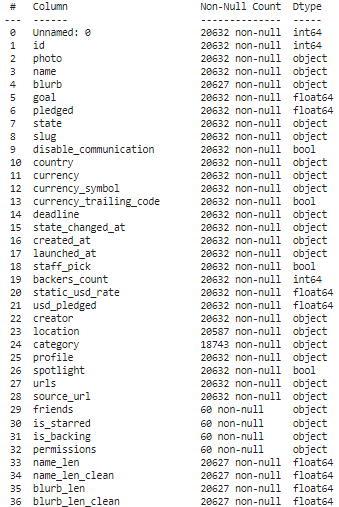 #   Column                  Non-Null Count  Dtype
---  ------                  --------------  -----
 0   Unnamed: 0              20632 non-null  int64
 1   id                      20632 non-null  int64
 2   photo                   20632 non-null  object
 3   name                    20632 non-null  object
 4   blurb                   20627 non-null  object
 5   goal                    20632 non-null  float64
 6   pledged                 20632 non-null  float64
 7   state                   20632 non-null  object
 8   slug                    20632 non-null  object
 9   disable_communication   20632 non-null  bool
 10  country                 20632 non-null  object
 11  currency                20632 non-null  object
 12  currency_symbol         20632 non-null  object
 13  currency_trailing_code  20632 non-null  bool
 14  deadline                20632 non-null  object
 15  state_changed_at        20632 non-null  object
 16  created_at              20632 non-null  object
 17  launched_at             20632 non-null  object
 18  staff_pick              20632 non-null  bool
 19  backers_count           20632 non-null  int64
 20  static_usd_rate         20632 non-null  float64
 21  usd_pledged             20632 non-null  float64
 22  creator                 20632 non-null  object
 23  location                20587 non-null  object
 24  category                18743 non-null  object
 25  profile                 20632 non-null  object
 26  spotlight               20632 non-null  bool
 27  urls                    20632 non-null  object
 28  source_url              20632 non-null  object
 29  friends                 60 non-null     object
 30  is_starred              60 non-null     object
 31  is_backing              60 non-null     object
 32  permissions             60 non-null     object
 33  name_len                20627 non-null  float64
 34  name_len_clean          20627 non-null  float64
 35  blurb_len               20627 non-null  float64
 36  blurb_len_clean         20627 non-null  float64